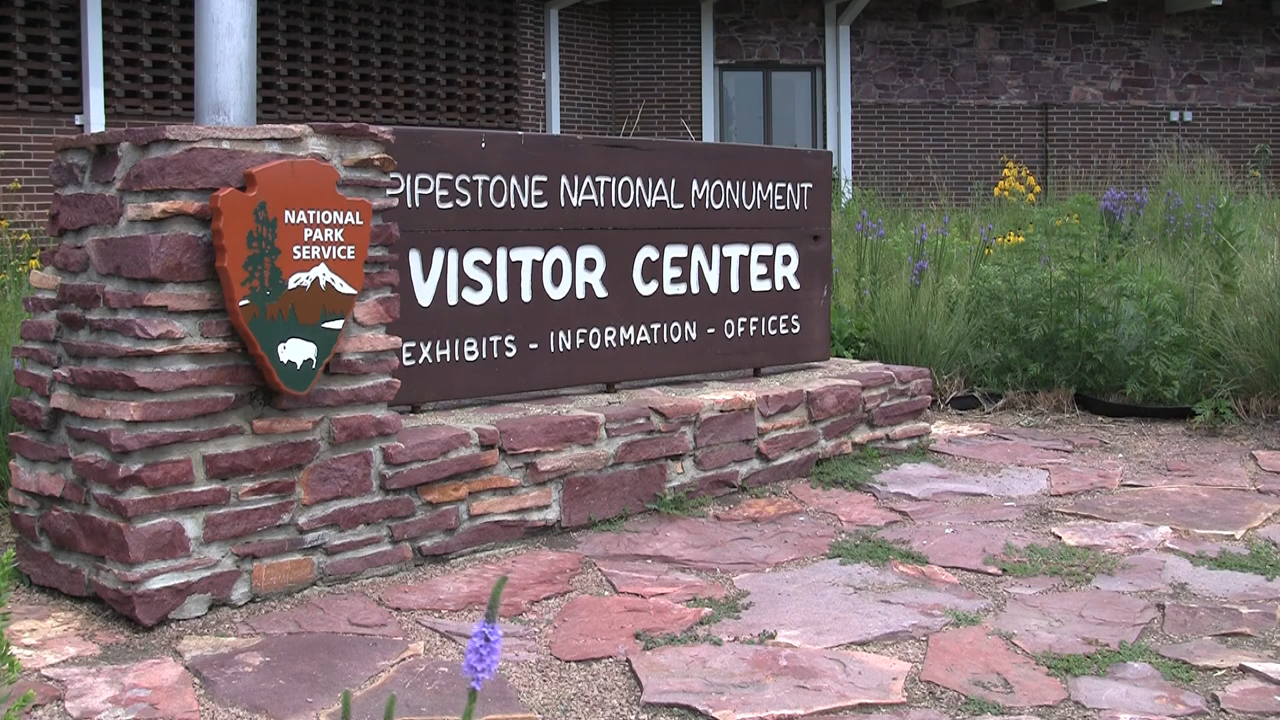 NATIONAL
PARK
SERVICE
PIPESTONE NATIONAL MONUMENT
VISITOR CENTER
EXHIBITS - INFORMATION - OFFICES